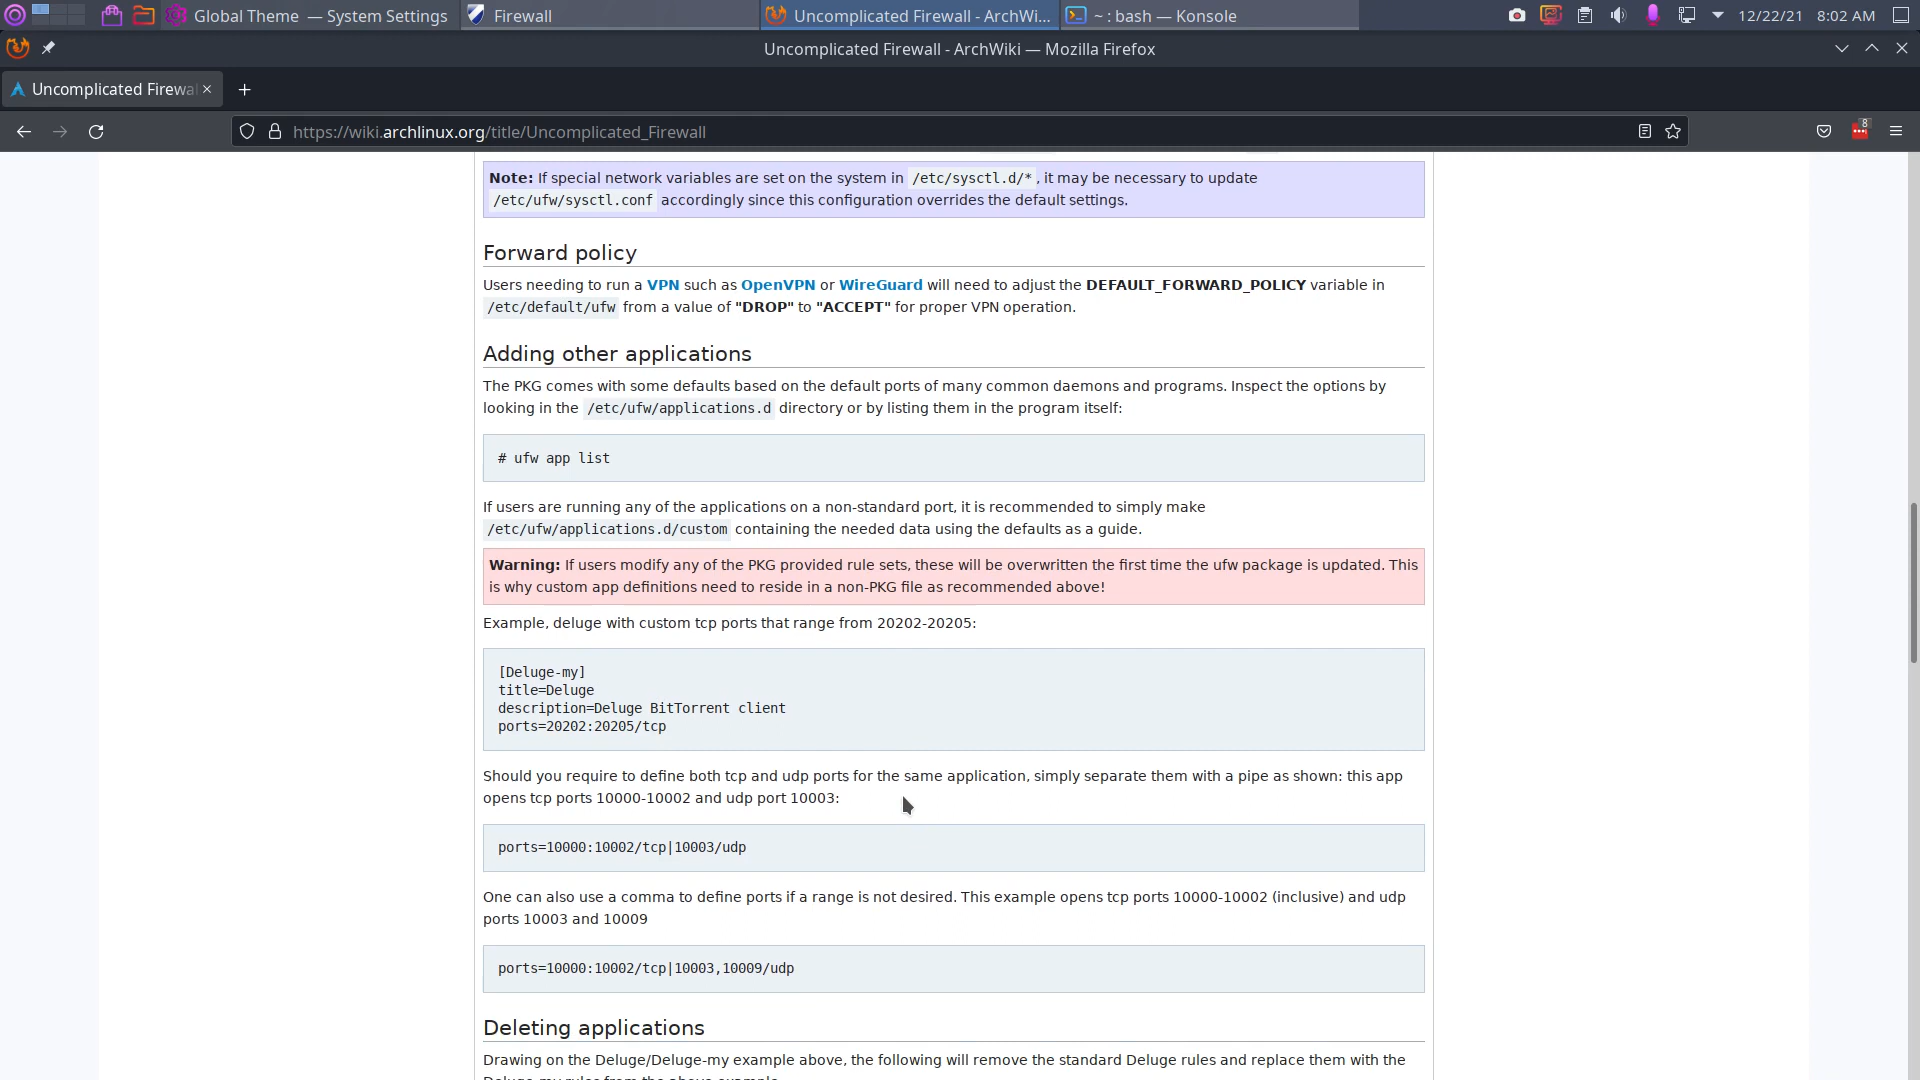 Global Theme — System Settings
Firewall
Uncomplicated Firewall - ArchWi...
~ : bash — Konsole
12/22/21
8:02 AM
Uncomplicated Firewall - ArchWiki — Mozilla Firefox
Uncomplicated Firewa
https://wiki.archlinux.org/title/Uncomplicated_Firewall
8
Note: If special network variables are set on the system in /etc/sysctl.d/*, it may be necessary to update
/etc/ufw/sysctl.conf accordingly since this configuration overrides the default settings.
Forward policy
Users needing to run a VPN such as OpenVPN or WireGuard will need to adjust the DEFAULT_FORWARD_POLICY variable in
/etc/default/ufw from a value of "DROP" to "ACCEPT" for proper VPN operation.
Adding other applications
The PKG comes with some defaults based on the default ports of many common daemons and programs. Inspect the options by
looking in the /etc/ufw/applications.d directory or by listing them in the program itself:
# ufw app list
If users are running any of the applications on a non-standard port, it is recommended to simply make
/etc/ufw/applications.d/custom containing the needed data using the defaults as a guide.
Warning: If users modify any of the PKG provided rule sets, these will be overwritten the first time the ufw package is updated. This
is why custom app definitions need to reside in a non-PKG file as recommended above!
Example, deluge with custom tcp ports that range from 20202-20205:
[Deluge-my]
title=Deluge
description=Deluge BitTorrent client
ports=20202:20205/tcp
Should you require to define both tcp and udp ports for the same application, simply separate them with a pipe as shown: this app
opens tcp ports 10000-10002 and udp port 10003:
ports=10000:10002/tcp|10003/udp
One can also use a comma to define ports if a range is not desired. This example opens tcp ports 10000-10002 (inclusive) and udp
ports 10003 and 10009
ports=10000:10002/tcp|10003,10009/udp
Deleting applications
Drawing on the Deluge/Deluge-my example above, the following will remove the standard Deluge rules and replace them with the
Deluge-my rules from the above example